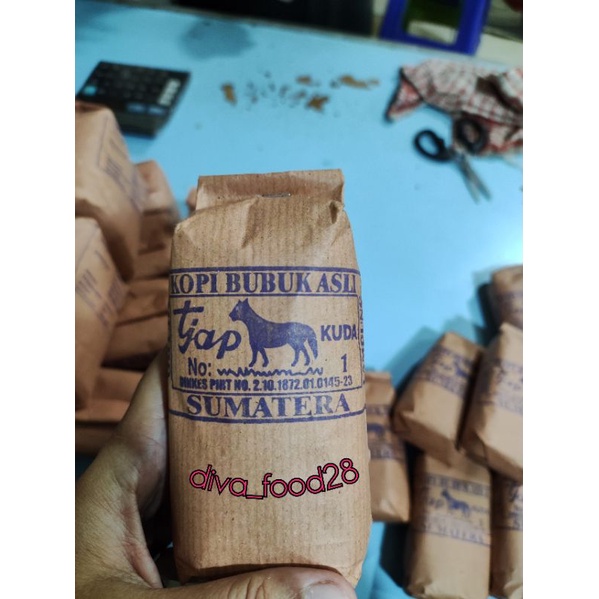 KOPI BUBUK ASLI
Tjap KUDA
No: 1
DINKES PIRT NO. 2.10.1872.01.0145-23
SUMATERA
diva_food28